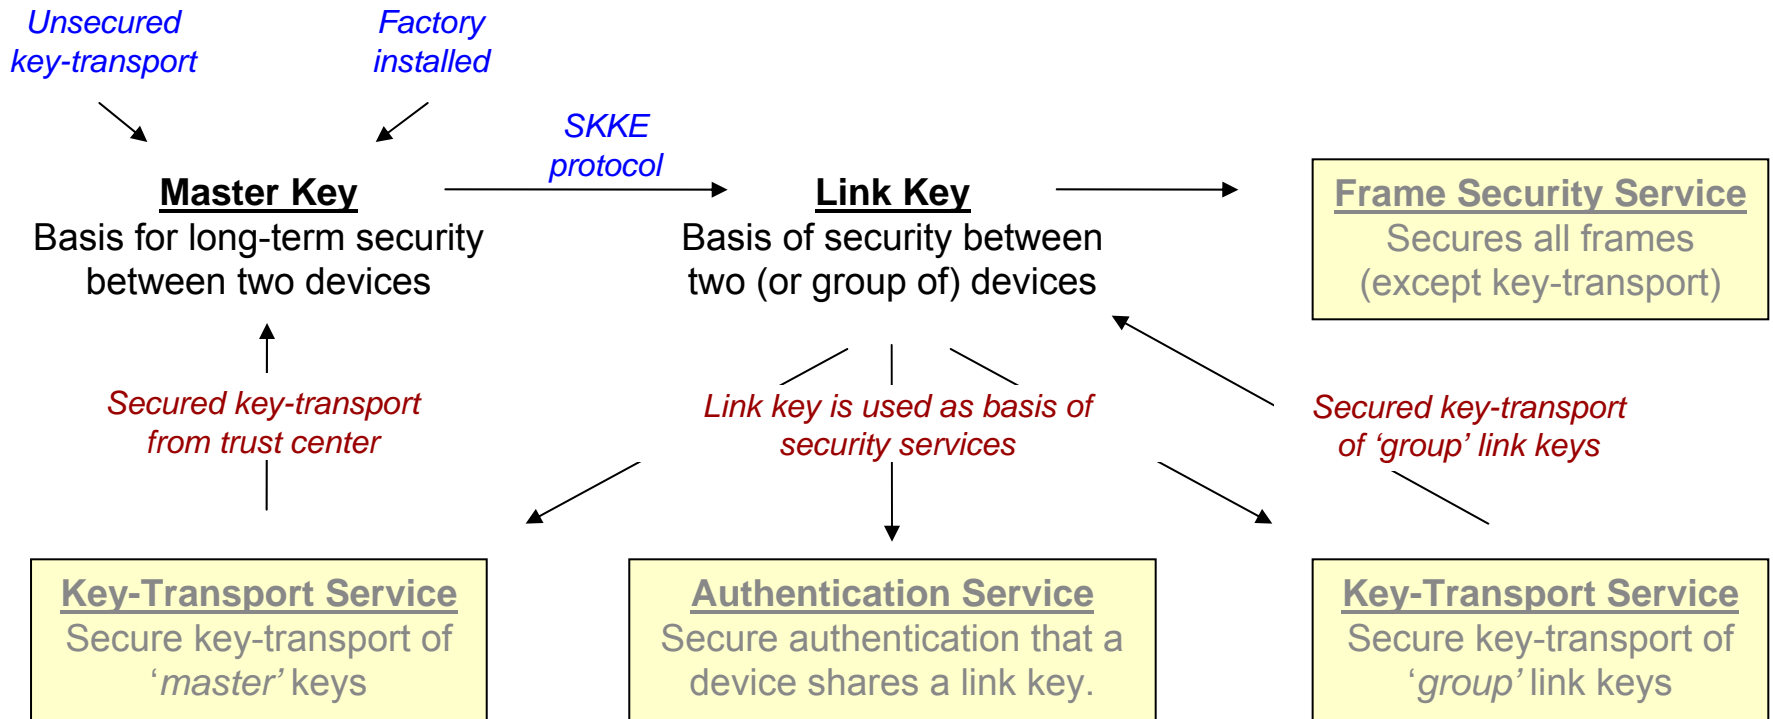 Unsecured
key-transport
Factory
installed
SKKE
protocol
Master Key
Basis for long-term security
between two devices
Link Key
Basis of security between
two (or group of) devices
Frame Security Service
Secures all frames
(except key-transport)
Secured key-transport
from trust center
Link key is used as basis of
security services
Secured key-transport
of ‘group’ link keys
Key-Transport Service
Secure key-transport of
‘master’ keys
Authentication Service
Secure authentication that a
device shares a link key.
Key-Transport Service
Secure key-transport of
‘group’ link keys